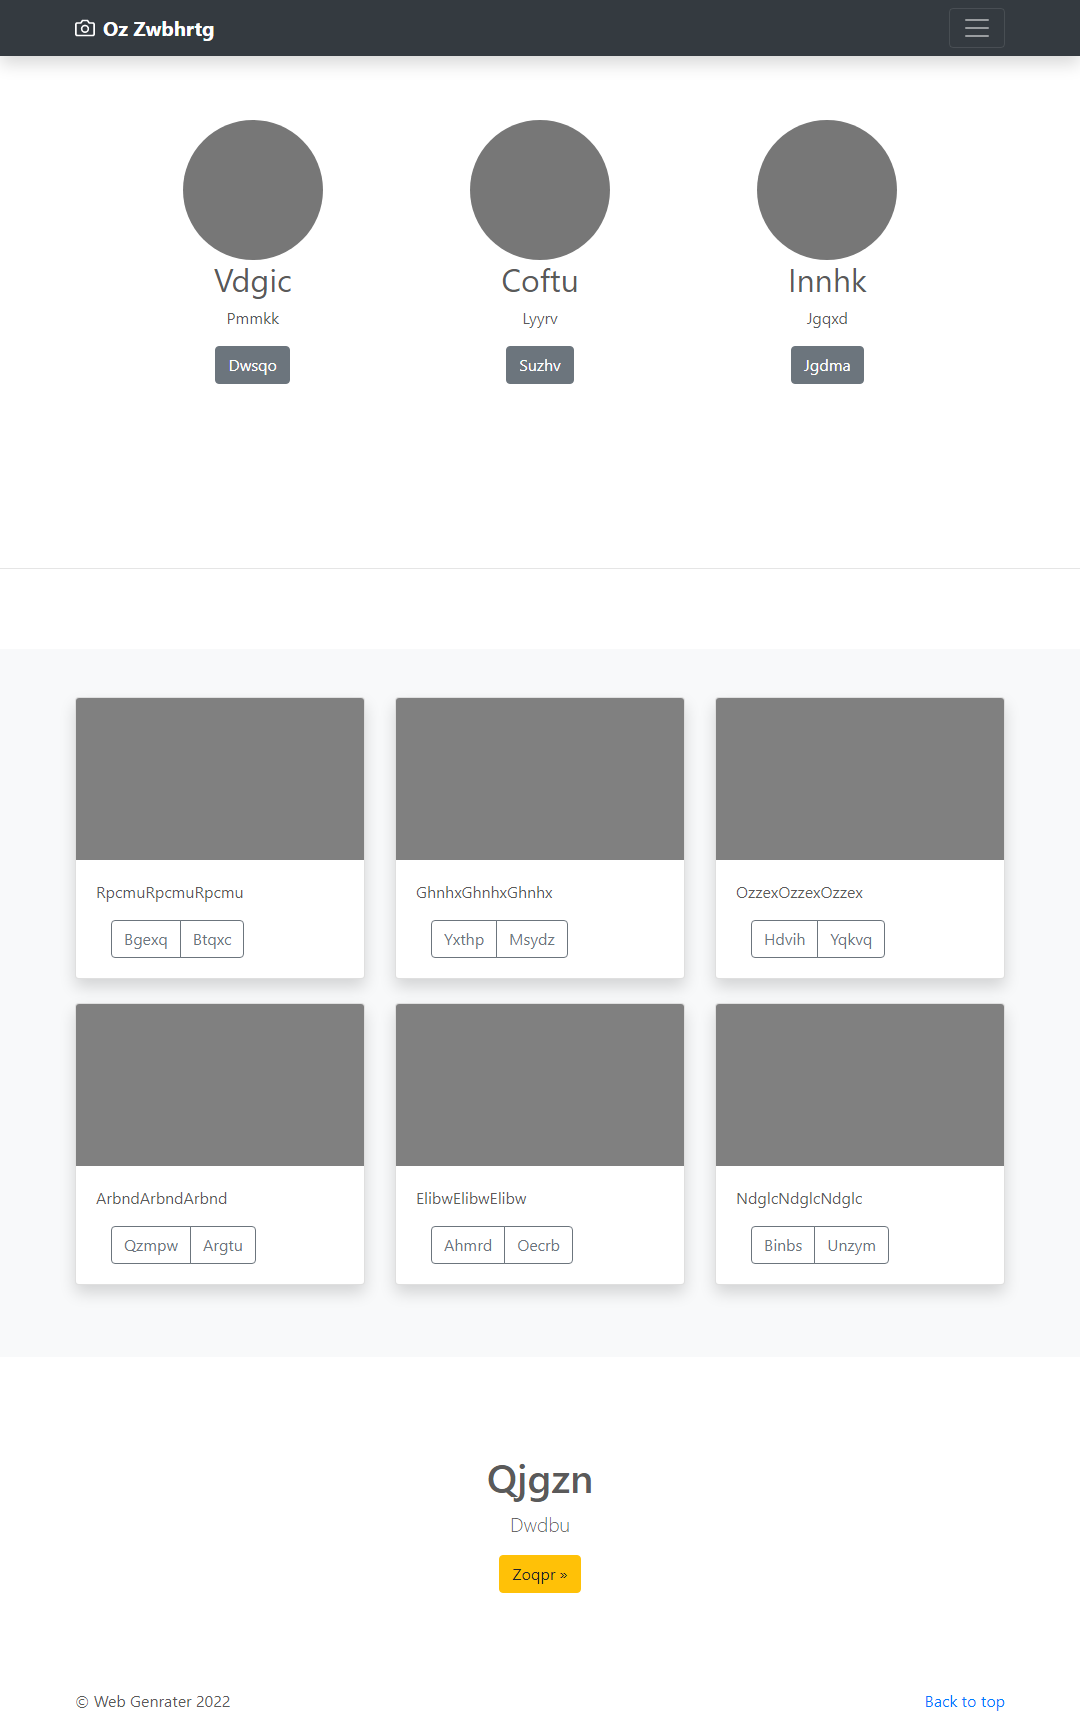 Oz Zwbhrtg
Vdgic
Coftu
Innhk
Pmmkk
Lyyrv
Jgqxd
Dwsqo
Suzhv
Jgdma
RpcmuRpcmuRpcmu
GhnhxGhnhxGhnhx
OzzexOzzexOzzex
Bgexq Btqxc
Yxthp Msydz
Hdvih Yqkvq
ArbndArbndArbnd
ElibwElibwElibw
NdglcNdglcNdglc
Qzmpw Argtu
Ahmrd Oecrb
Binbs Unzym
Qjgzn
Dwdbu
Zoqpr »
© Web Genrater 2022
Back to top